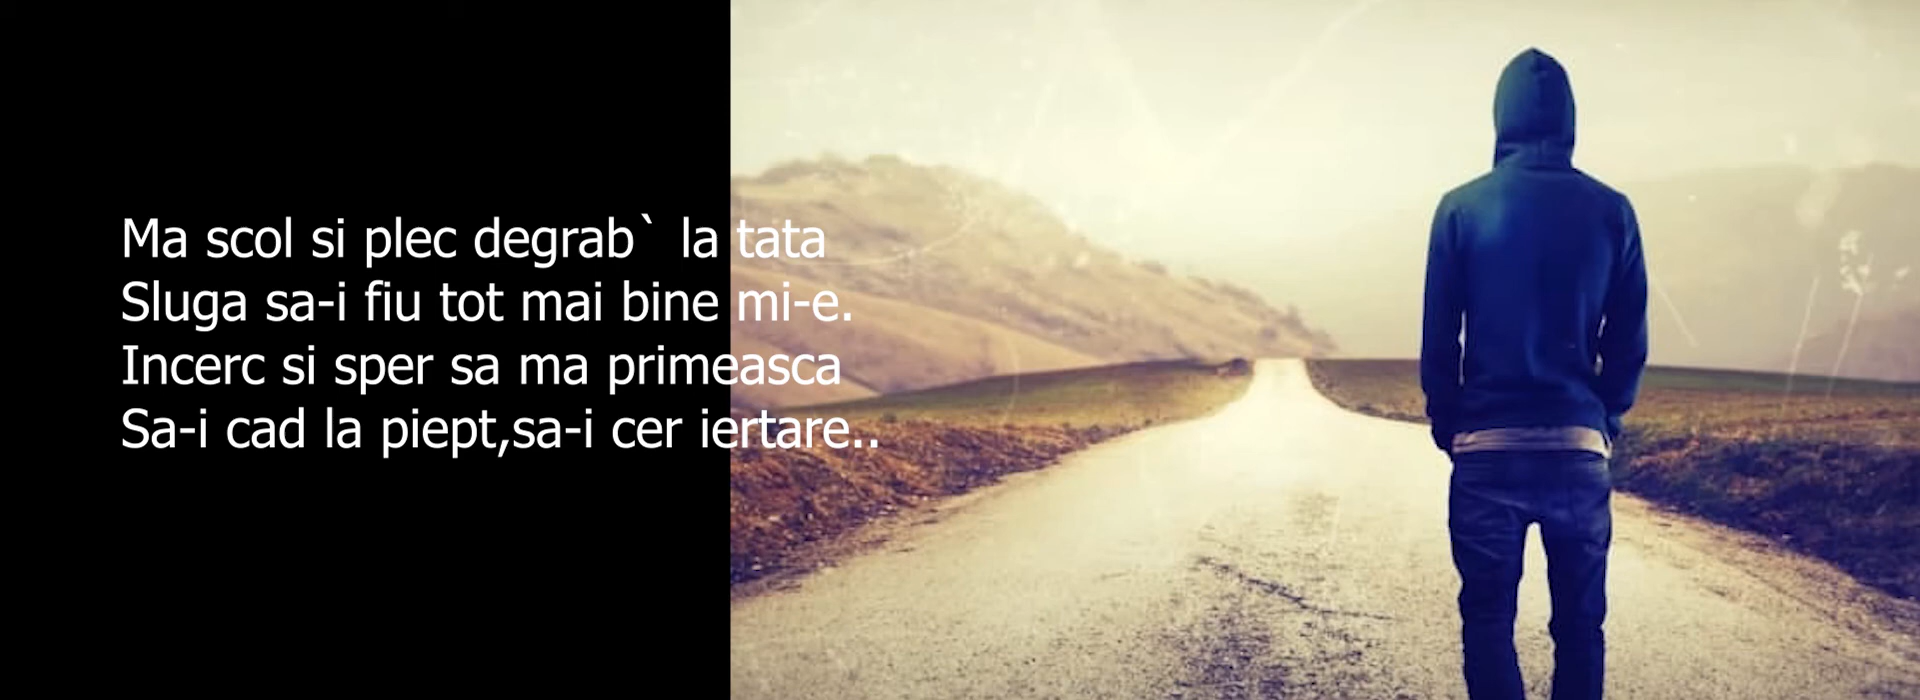 Ma scol si plec degrab` la tata
Sluga sa-i fiu tot mai bine mi-e.
Incerc si sper sa ma primeasca
Sa-i cad la piept,sa-i cer iertare..